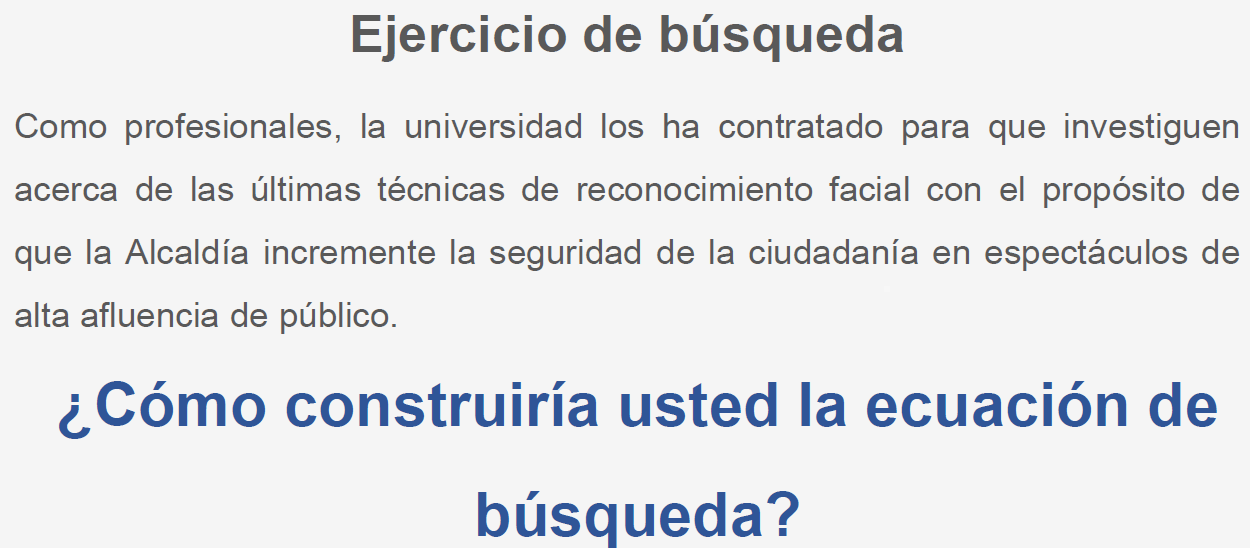 Ejercicio de búsqueda
Como profesionales, la universidad los ha contratado para que investiguen
acerca de las últimas técnicas de reconocimiento facial con el propósito de
que la Alcaldía incremente la seguridad de la ciudadanía en espectáculos de
alta afluencia de público.
¿Cómo construiría usted la ecuación de
búsqueda?